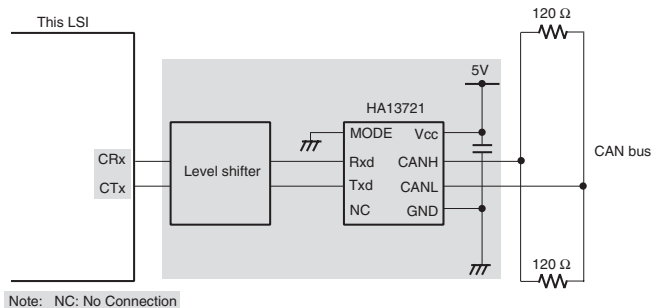 This LSI
120 Ω
5V
HA13721
MODE Vcc
CRx
Level shifter
Rxd CANH
CAN bus
CTx
Txd CANL
NC GND
120 Ω
Note: NC: No Connection